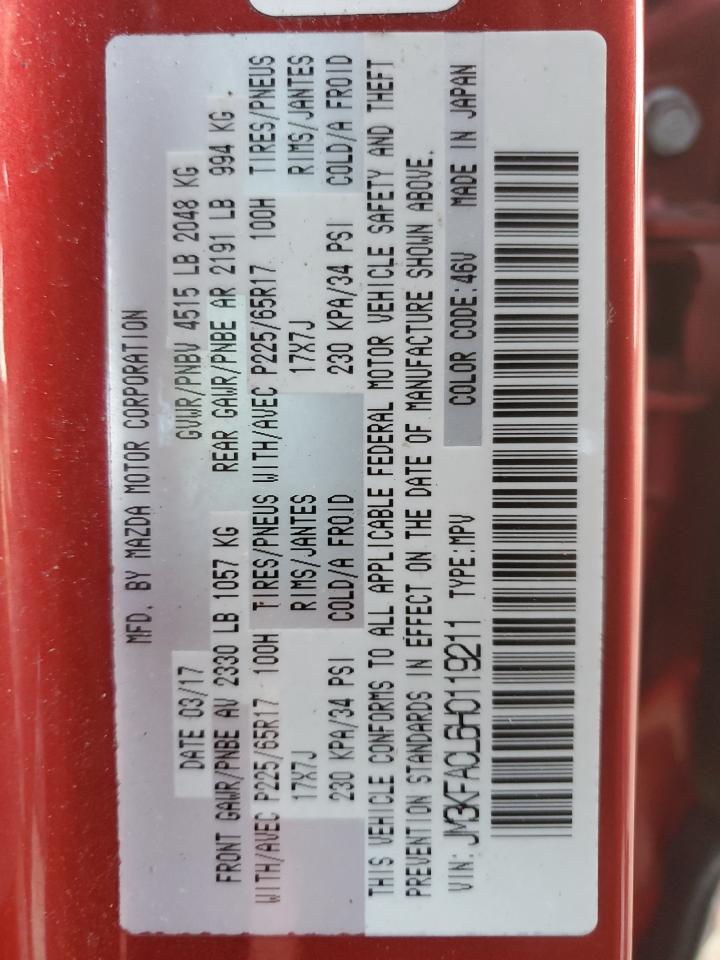 MFD. BY MAZDA MOTOR CORPORATION
DATE 03/17 GVWR/PNBV 4515 LB 2048 KG
FRONT GAWR/PNBE AV 2330 LB 1057 KG REAR GAWR/PNBE AR 2191 LB 994 KG
WITH/AVEC P225/65R17 100H TIRES/PNEUS WITH/AVEC P225/65R17 100H TIRES/PNEUS
17X7J RIMS/JANTES 17X7J RIMS/JANTES
230 KPA/34 PSI COLD/A FROID 230 KPA/34 PSI COLD/A FROID
THIS VEHICLE CONFORMS TO ALL APPLICABLE FEDERAL MOTOR VEHICLE SAFETY AND THEFT
PREVENTION STANDARDS IN EFFECT ON THE DATE OF MANUFACTURE SHOWN ABOVE.
VIN: JM3KFACL6H0119211 TYPE:MPV COLOR CODE:46V MADE IN JAPAN